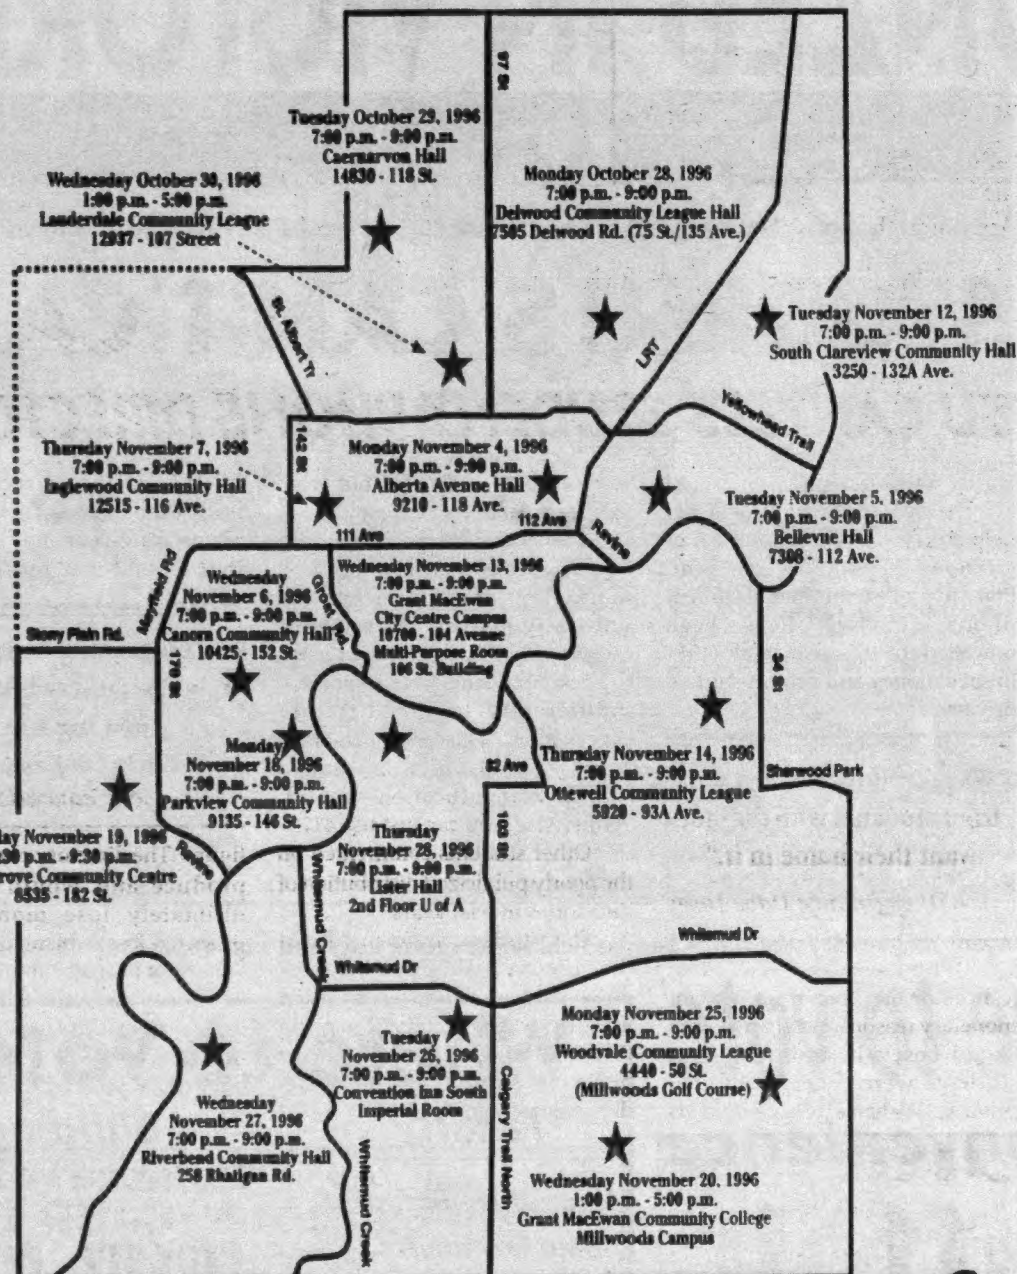 97 St
Tuesday October 29, 1996
7:00 p.m. - 9:00 p.m.
Caernarvon Hall
14830 - 118 St.
Wednesday October 30, 1996
1:00 p.m. - 5:00 p.m.
Lauderdale Community League
12937 - 107 Street
Monday October 28, 1996
7:00 p.m. - 9:00 p.m.
Delwood Community League Hall
7505 Delwood Rd. (75 St./135 Ave.)
St. Albert Tr
LRT
Tuesday November 12, 1996
7:00 p.m. - 9:00 p.m.
South Clareview Community Hall
3250 - 132A Ave.
Yellowhead Trail
142 St
Thursday November 7, 1996
7:00 p.m. - 9:00 p.m.
Inglewood Community Hall
12515 - 116 Ave.
Monday November 4, 1996
7:00 p.m. - 9:00 p.m.
Alberta Avenue Hall
9210 - 118 Ave.
111 Ave
112 Ave
Ravine
Tuesday November 5, 1996
7:00 p.m. - 9:00 p.m.
Bellevue Hall
7308 - 112 Ave.
Mayfield Rd
Stony Plain Rd.
170 St
Wednesday
November 6, 1996
7:00 p.m. - 9:00 p.m.
Canora Community Hall
10425 - 152 St.
Groat
Wednesday November 13, 1996
7:00 p.m. - 9:00 p.m.
Grant MacEwan
City Centre Campus
10700 - 104 Avenue
Multi-Purpose Room
106 St. Building
34 St
Sherwood Park
Monday
November 18, 1996
7:00 p.m. - 9:00 p.m.
Parkview Community Hall
9135 - 146 St.
82 Ave
Thursday November 14, 1996
7:00 p.m. - 9:00 p.m.
Ottewell Community League
5920 - 93A Ave.
103 St
day November 19, 1996
:30 p.m. - 9:30 p.m.
rove Community Centre
8535 - 182 St.
Ravine
Thursday
November 28, 1996
7:00 p.m. - 9:00 p.m.
Lister Hall
2nd Floor U of A
want their name in it."
Whitemud Creek
Whitemud Dr
Whitemud Dr
Tuesday
November 26, 1996
7:00 p.m. - 9:00 p.m.
Convention Inn South
Imperial Room
Monday November 25, 1996
7:00 p.m. - 9:00 p.m.
Woodvale Community League
4440 - 50 St.
(Millwoods Golf Course)
Calgary Trail North
Wednesday
November 27, 1996
7:00 p.m. - 9:00 p.m.
Riverbend Community Hall
258 Rhatigan Rd.
Whitemud Creek
Wednesday November 20, 1996
1:00 p.m. - 5:00 p.m.
Grant MacEwan Community College
Millwoods Campus